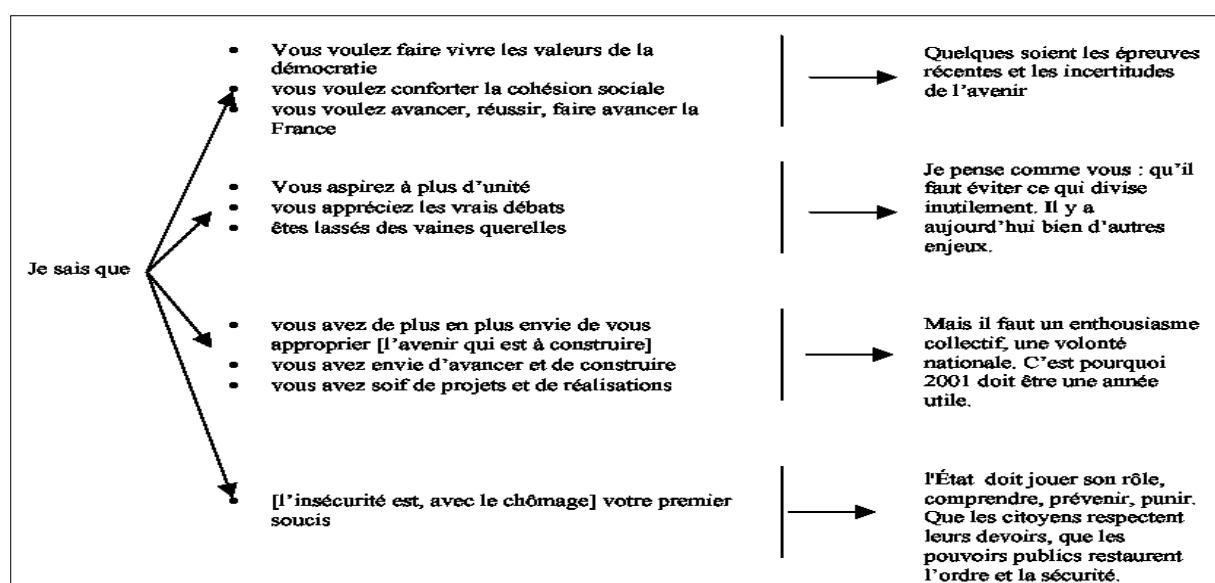 Je sais que
• Vous voulez faire vivre les valeurs de la
démocratie
• vous voulez conforter la cohésion sociale
• vous voulez avancer, réussir, faire avancer la
France
Quelques soient les épreuves
récentes et les incertitudes
de l'avenir
• Vous aspirez à plus d'unité
• vous appréciez les vrais débats
• êtes lassés des vaines querelles
Je pense comme vous : qu'il
faut éviter ce qui divise
inutilement. Il y a
aujourd'hui bien d'autres
enjeux.
• vous avez de plus en plus envie de vous
approprier [l'avenir qui est à construire]
• vous avez envie d'avancer et de construire
• vous avez soif de projets et de réalisations
Mais il faut un enthousiasme
collectif, une volonté
nationale. C'est pourquoi
2001 doit être une année
utile.
• [l'insécurité est, avec le chômage] votre premier
soucis
l'État doit jouer son rôle,
comprendre, prévenir, punir.
Que les citoyens respectent
leurs devoirs, que les
pouvoirs publics restaurent
l'ordre et la sécurité.